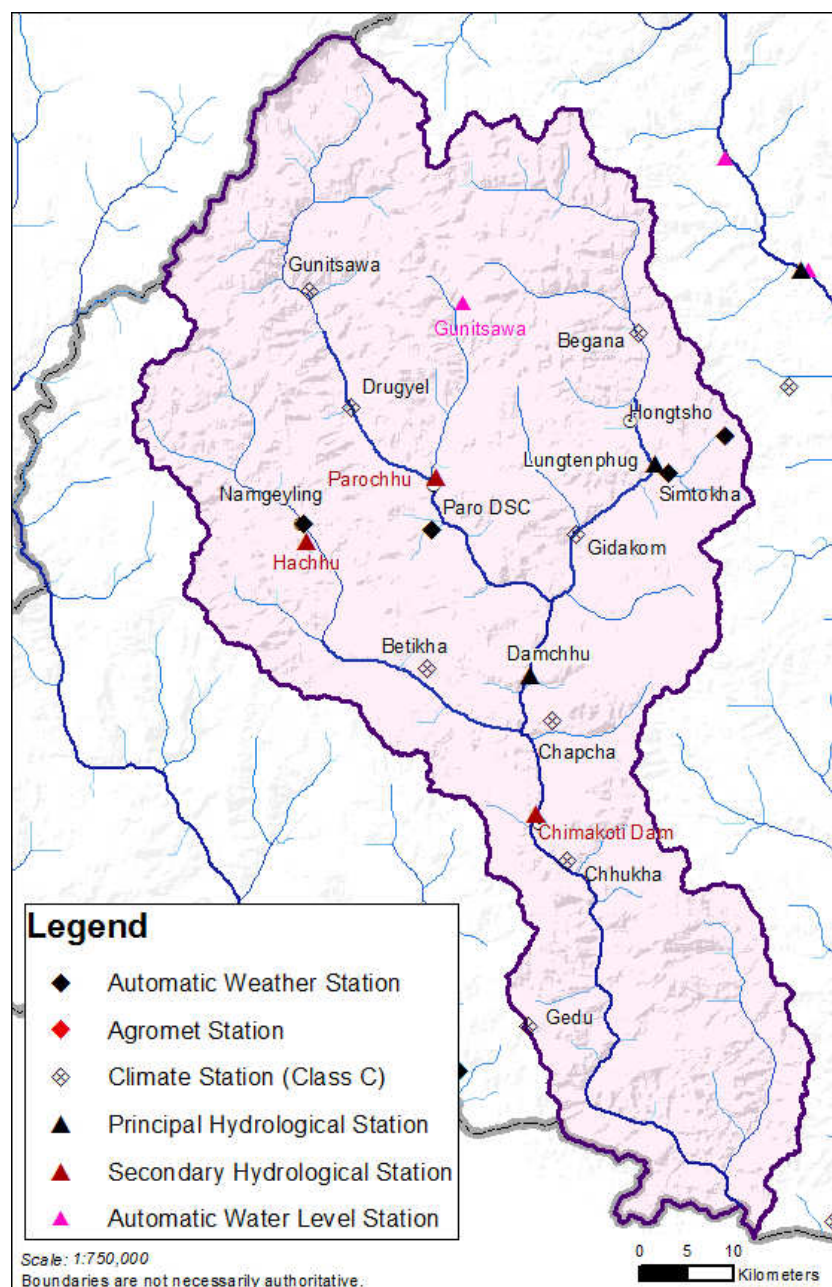 Gunitsawa
Gunitsawa
Begana
Drugyel
Hongtsho
Lungtenphug
Parochhu
Simtokha
Namgeyling
Paro DSC
Gidakom
Hachhu
Betikha
Damchhu
Chapcha
Chimakoti Dam
Chhukha
Gedu
Legend
Automatic Weather Station
Agromet Station
Climate Station (Class C)
Principal Hydrological Station
Secondary Hydrological Station
Automatic Water Level Station
Scale: 1:750,000
Boundaries are not necessarily authoritative.
0 5 10
Kilometers